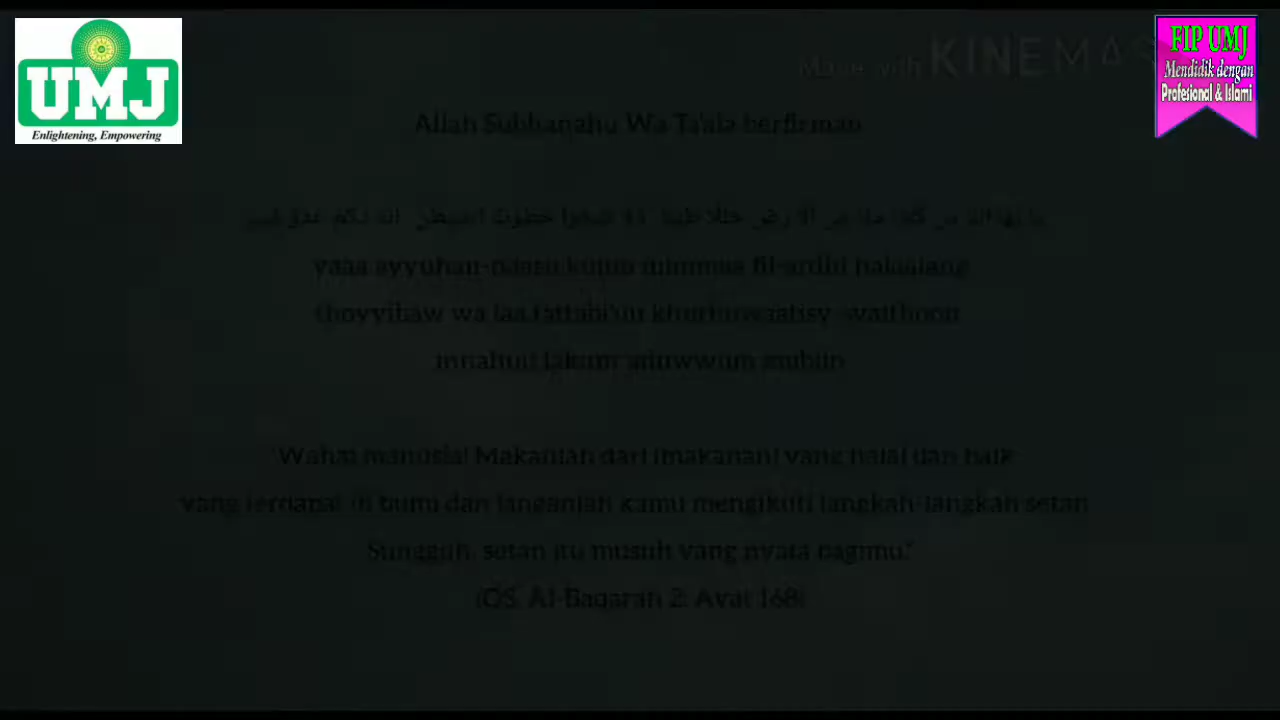 UMJ
Enlightening, Empowering
FIP UMJ
Mendidik dengan
Profesional & Islami
Made with KINEMAS
Allah Subhanahu Wa Ta'ala berfirman
yaaa ayyuhan-naasu kuluu mimmaa fil-ardhi halaalang
thoyyibaw wa laa tattabi'uu khuthuwaatisy-syaithoon
innahuu lakum 'aduwwum mubiin
"Wahai manusia! Makanlah dari (makanan) yang halal dan baik
yang terdapat di bumi dan janganlah kamu mengikuti langkah-langkah setan
Sungguh, setan itu musuh yang nyata bagimu."
(QS. Al-Baqarah 2: Ayat 168)